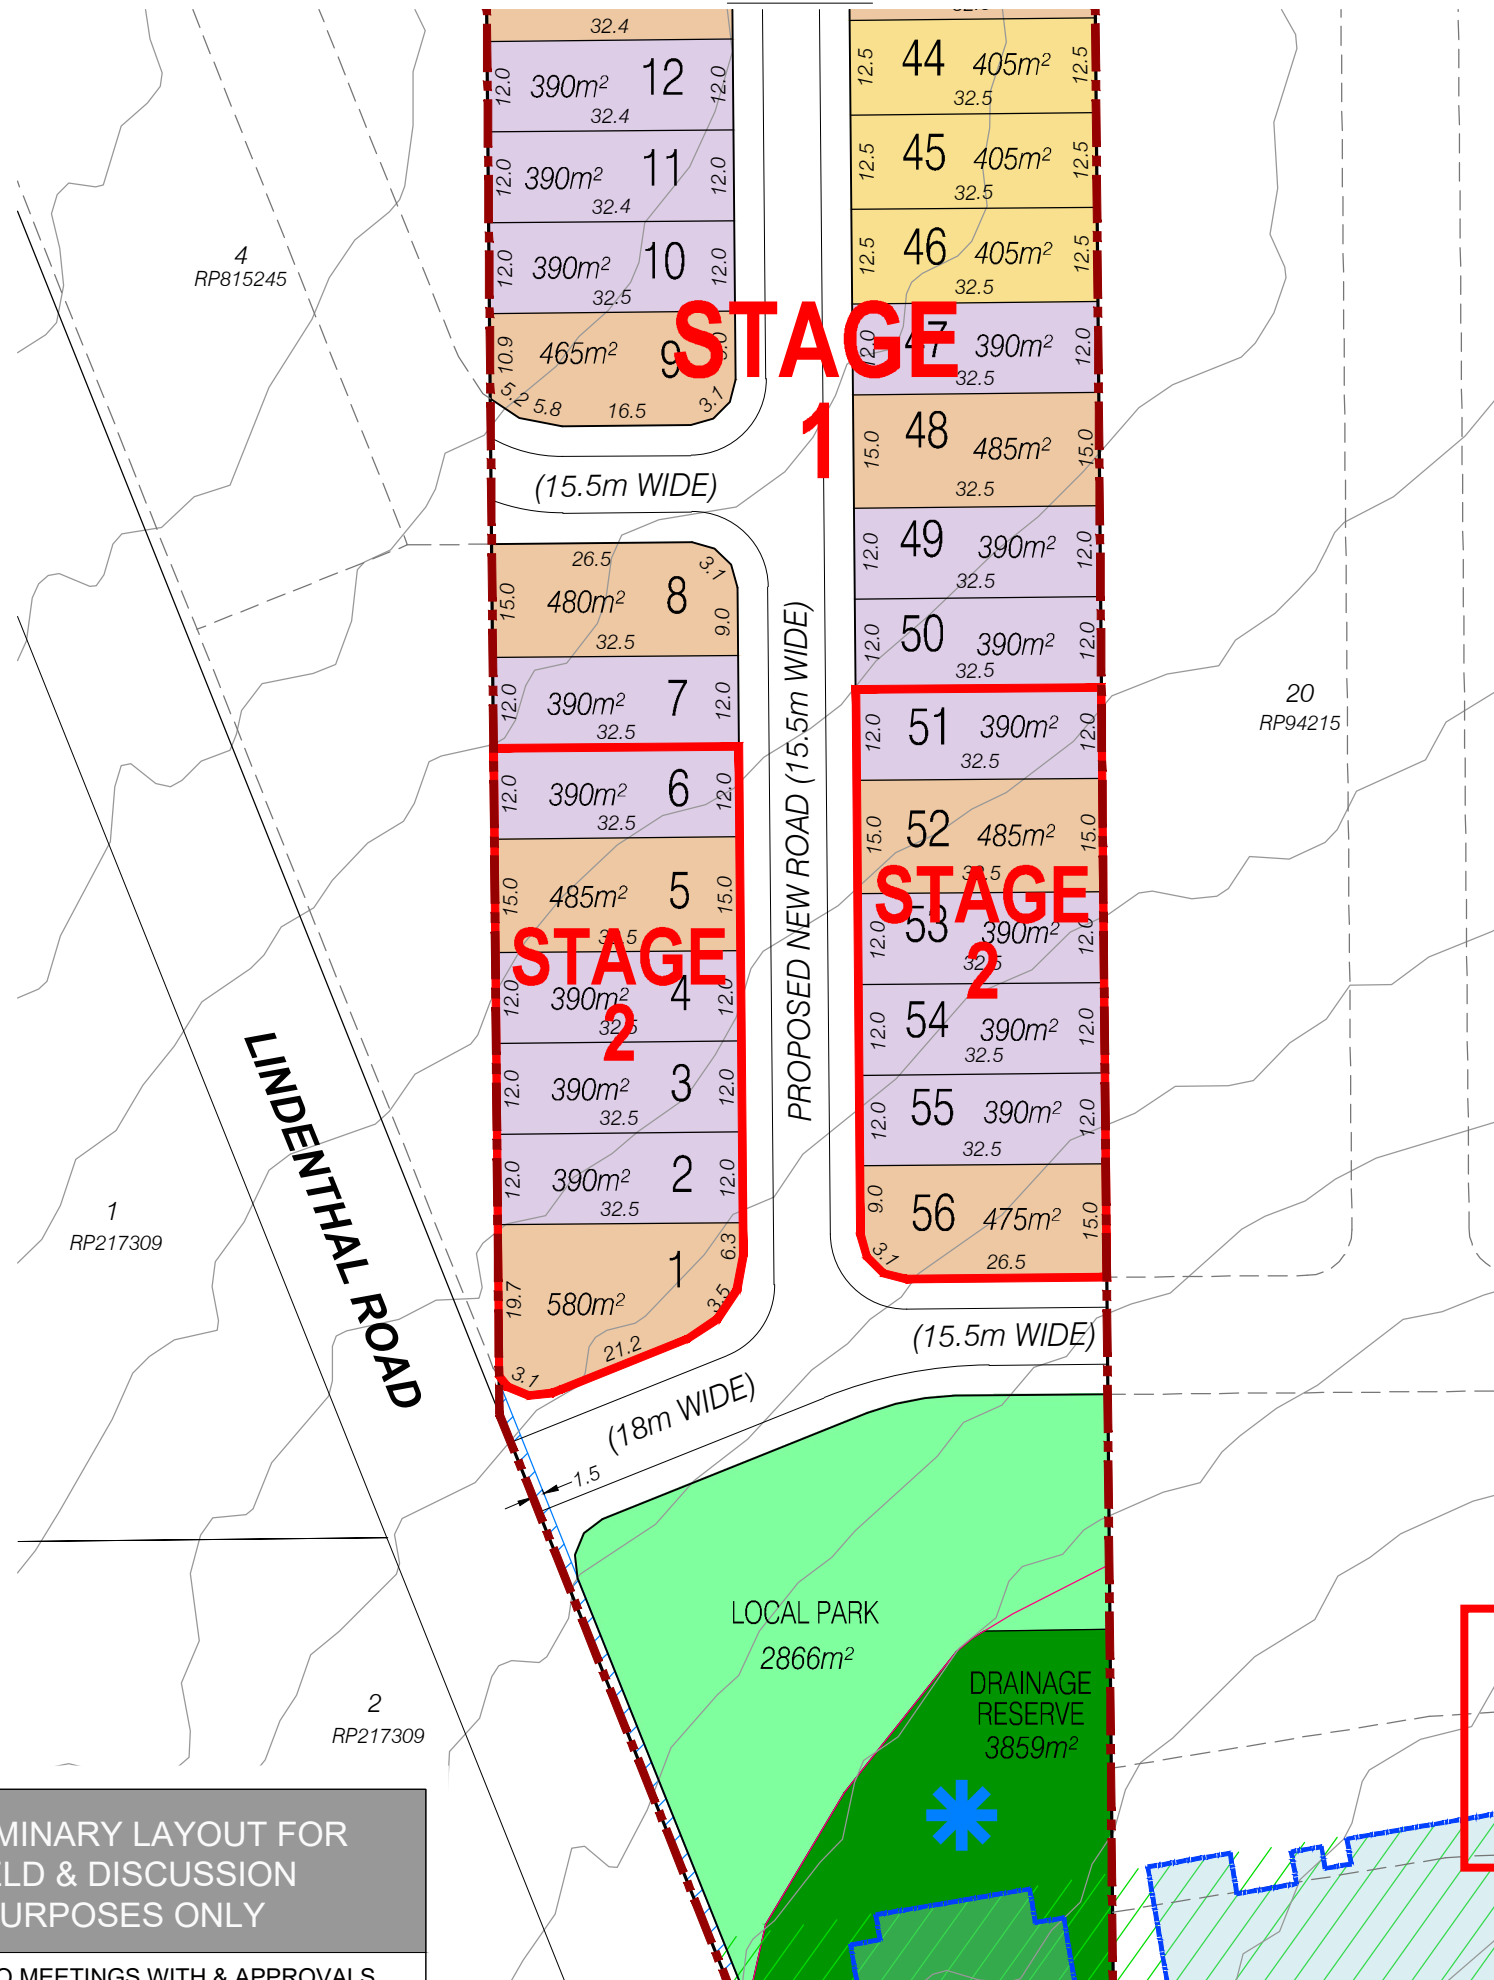 32.4
12.0 390m² 12 12.0
32.4
12.0 390m² 11 12.0
32.4
12.0 390m² 10 12.0
32.5
10.9 465m² 9
5.2 5.8 16.5 3.1
(15.5m WIDE)
12.5 44 405m² 12.5
32.5
12.5 45 405m² 12.5
32.5
12.5 46 405m² 12.5
32.5
12.0 47 390m² 12.0
32.5
STAGE
1
15.0 48 485m² 15.0
32.5
12.0 49 390m² 12.0
32.5
12.0 50 390m² 12.0
32.5
4
RP815245
26.5 3.1
15.0 480m² 8 9.0
32.5
12.0 390m² 7 12.0
32.5
12.0 390m² 6 12.0
32.5
15.0 485m² 5 15.0
STAGE
2
12.0 390m² 4 12.0
32.5
12.0 390m² 3 12.0
32.5
12.0 390m² 2 12.0
32.5
19.7 580m² 1 6.3
3.5
21.2
3.1
PROPOSED NEW ROAD (15.5m WIDE)
12.0 51 390m² 12.0
32.5
15.0 52 485m² 15.0
32.5
STAGE
2
12.0 53 390m² 12.0
32.5
12.0 54 390m² 12.0
32.5
12.0 55 390m² 12.0
32.5
9.0 56 475m² 15.0
3.1 26.5
(15.5m WIDE)
(18m WIDE)
1.5
20
RP94215
LINDENTHAL ROAD
1
RP217309
2
RP217309
LOCAL PARK
2866m²
DRAINAGE
RESERVE
3859m²
MINARY LAYOUT FOR
ELD & DISCUSSION
URPOSES ONLY
O MEETINGS WITH & APPROVALS